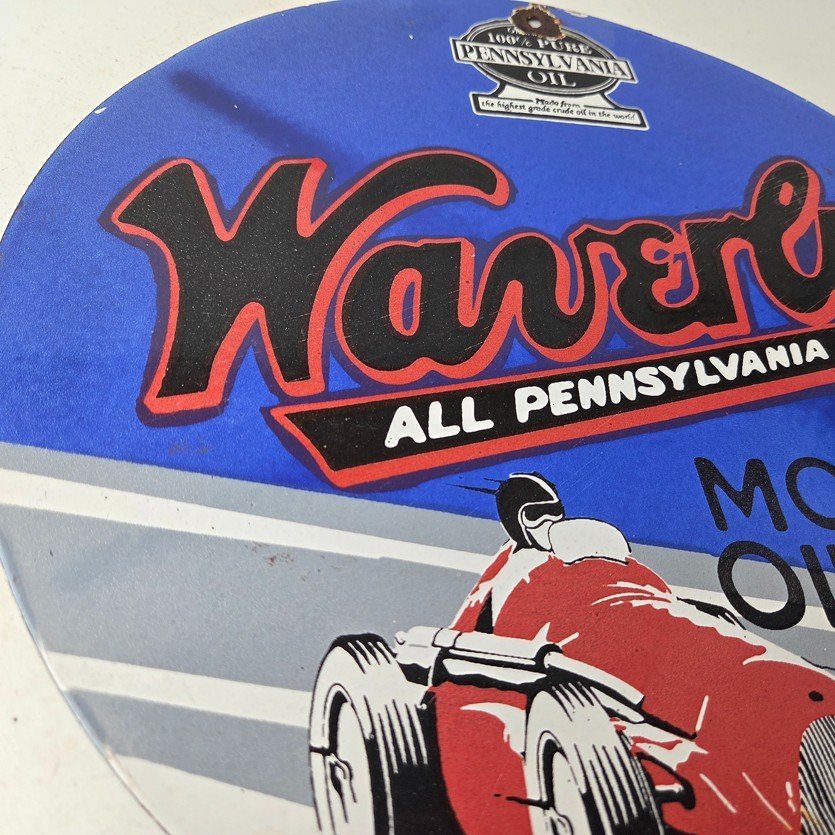 100% PURE
PENNSYLVANIA
OIL
Made from
the highest grade crude oil in the world
Waverl
ALL PENNSYLVANIA
MO
OI